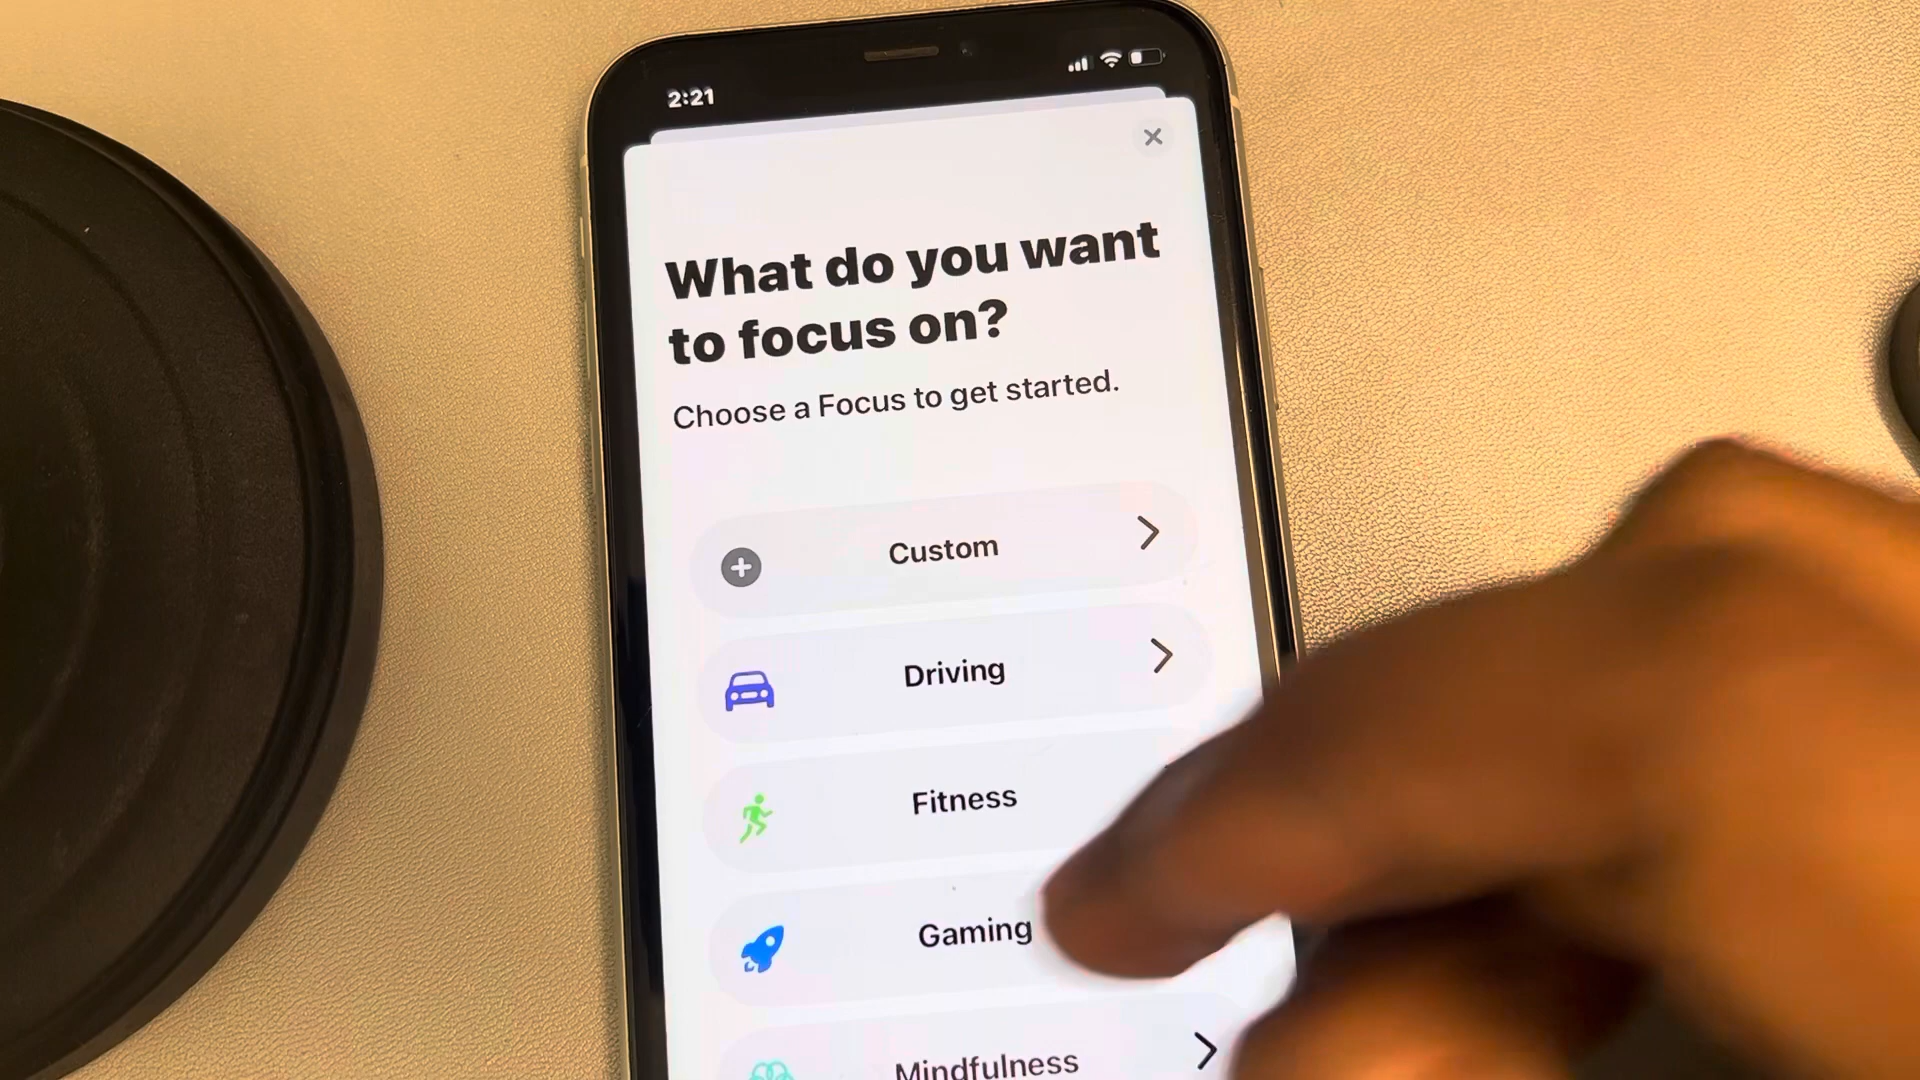 2:21
What do you want
to focus on?
Choose a Focus to get started.
Custom
Driving
Fitness
Gaming
Mindfulness